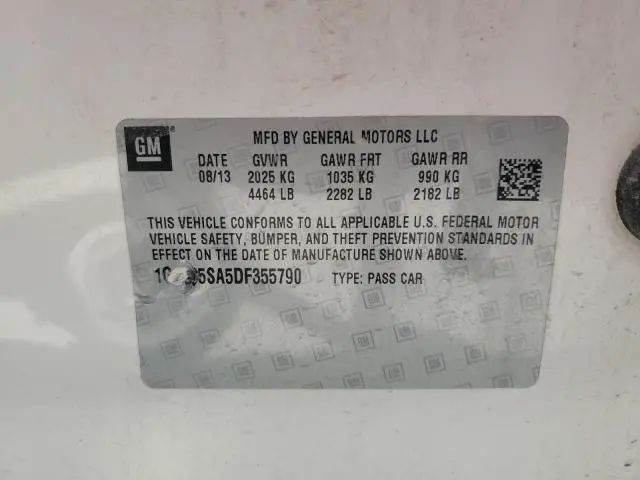 GM
MFD BY GENERAL MOTORS LLC
DATE GVWR GAWR FRT GAWR RR
08/13 2025 KG 1035 KG 990 KG
4464 LB 2282 LB 2182 LB
THIS VEHICLE CONFORMS TO ALL APPLICABLE U.S. FEDERAL MOTOR
VEHICLE SAFETY, BUMPER, AND THEFT PREVENTION STANDARDS IN
EFFECT ON THE DATE OF MANUFACTURE SHOWN ABOVE.
TYPE: PASS CAR